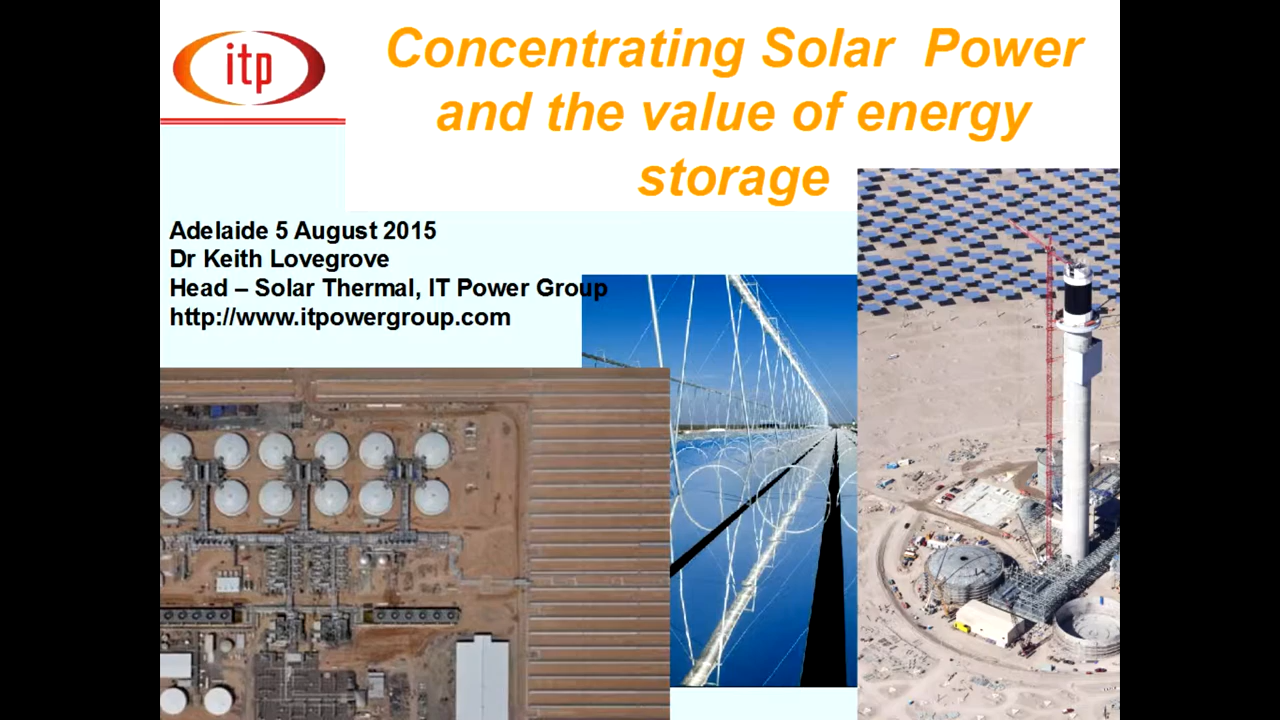 itp
Concentrating Solar Power
and the value of energy
storage
Adelaide 5 August 2015
Dr Keith Lovegrove
Head – Solar Thermal, IT Power Group
http://www.itpowergroup.com